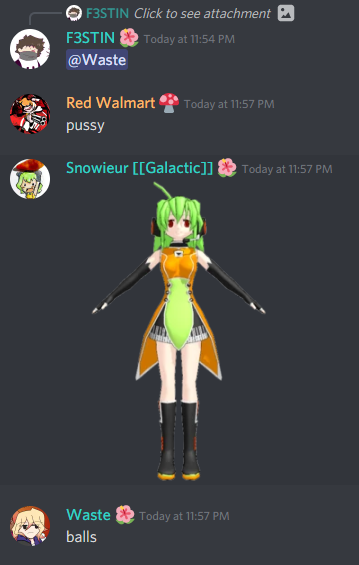 F3STIN Click to see attachment
F3STIN Today at 11:54 PM
@Waste
Red Walmart Today at 11:57 PM
pussy
Snowieur [[Galactic]] Today at 11:57 PM
Waste Today at 11:57 PM
balls